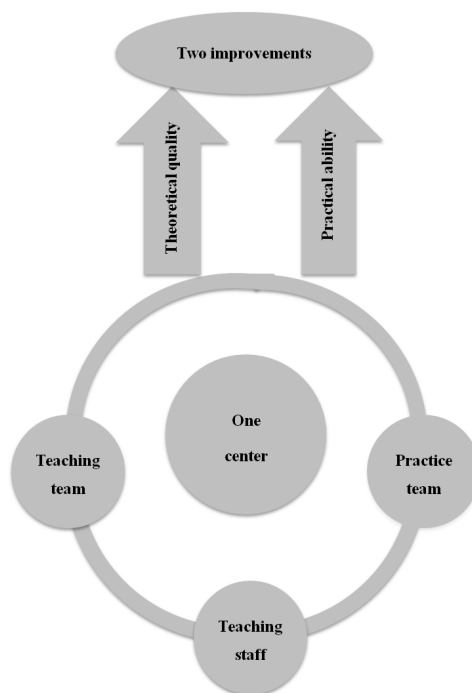 Two improvements
Theoretical quality
Practical ability
One
center
Teaching
team
Practice
team
Teaching
staff